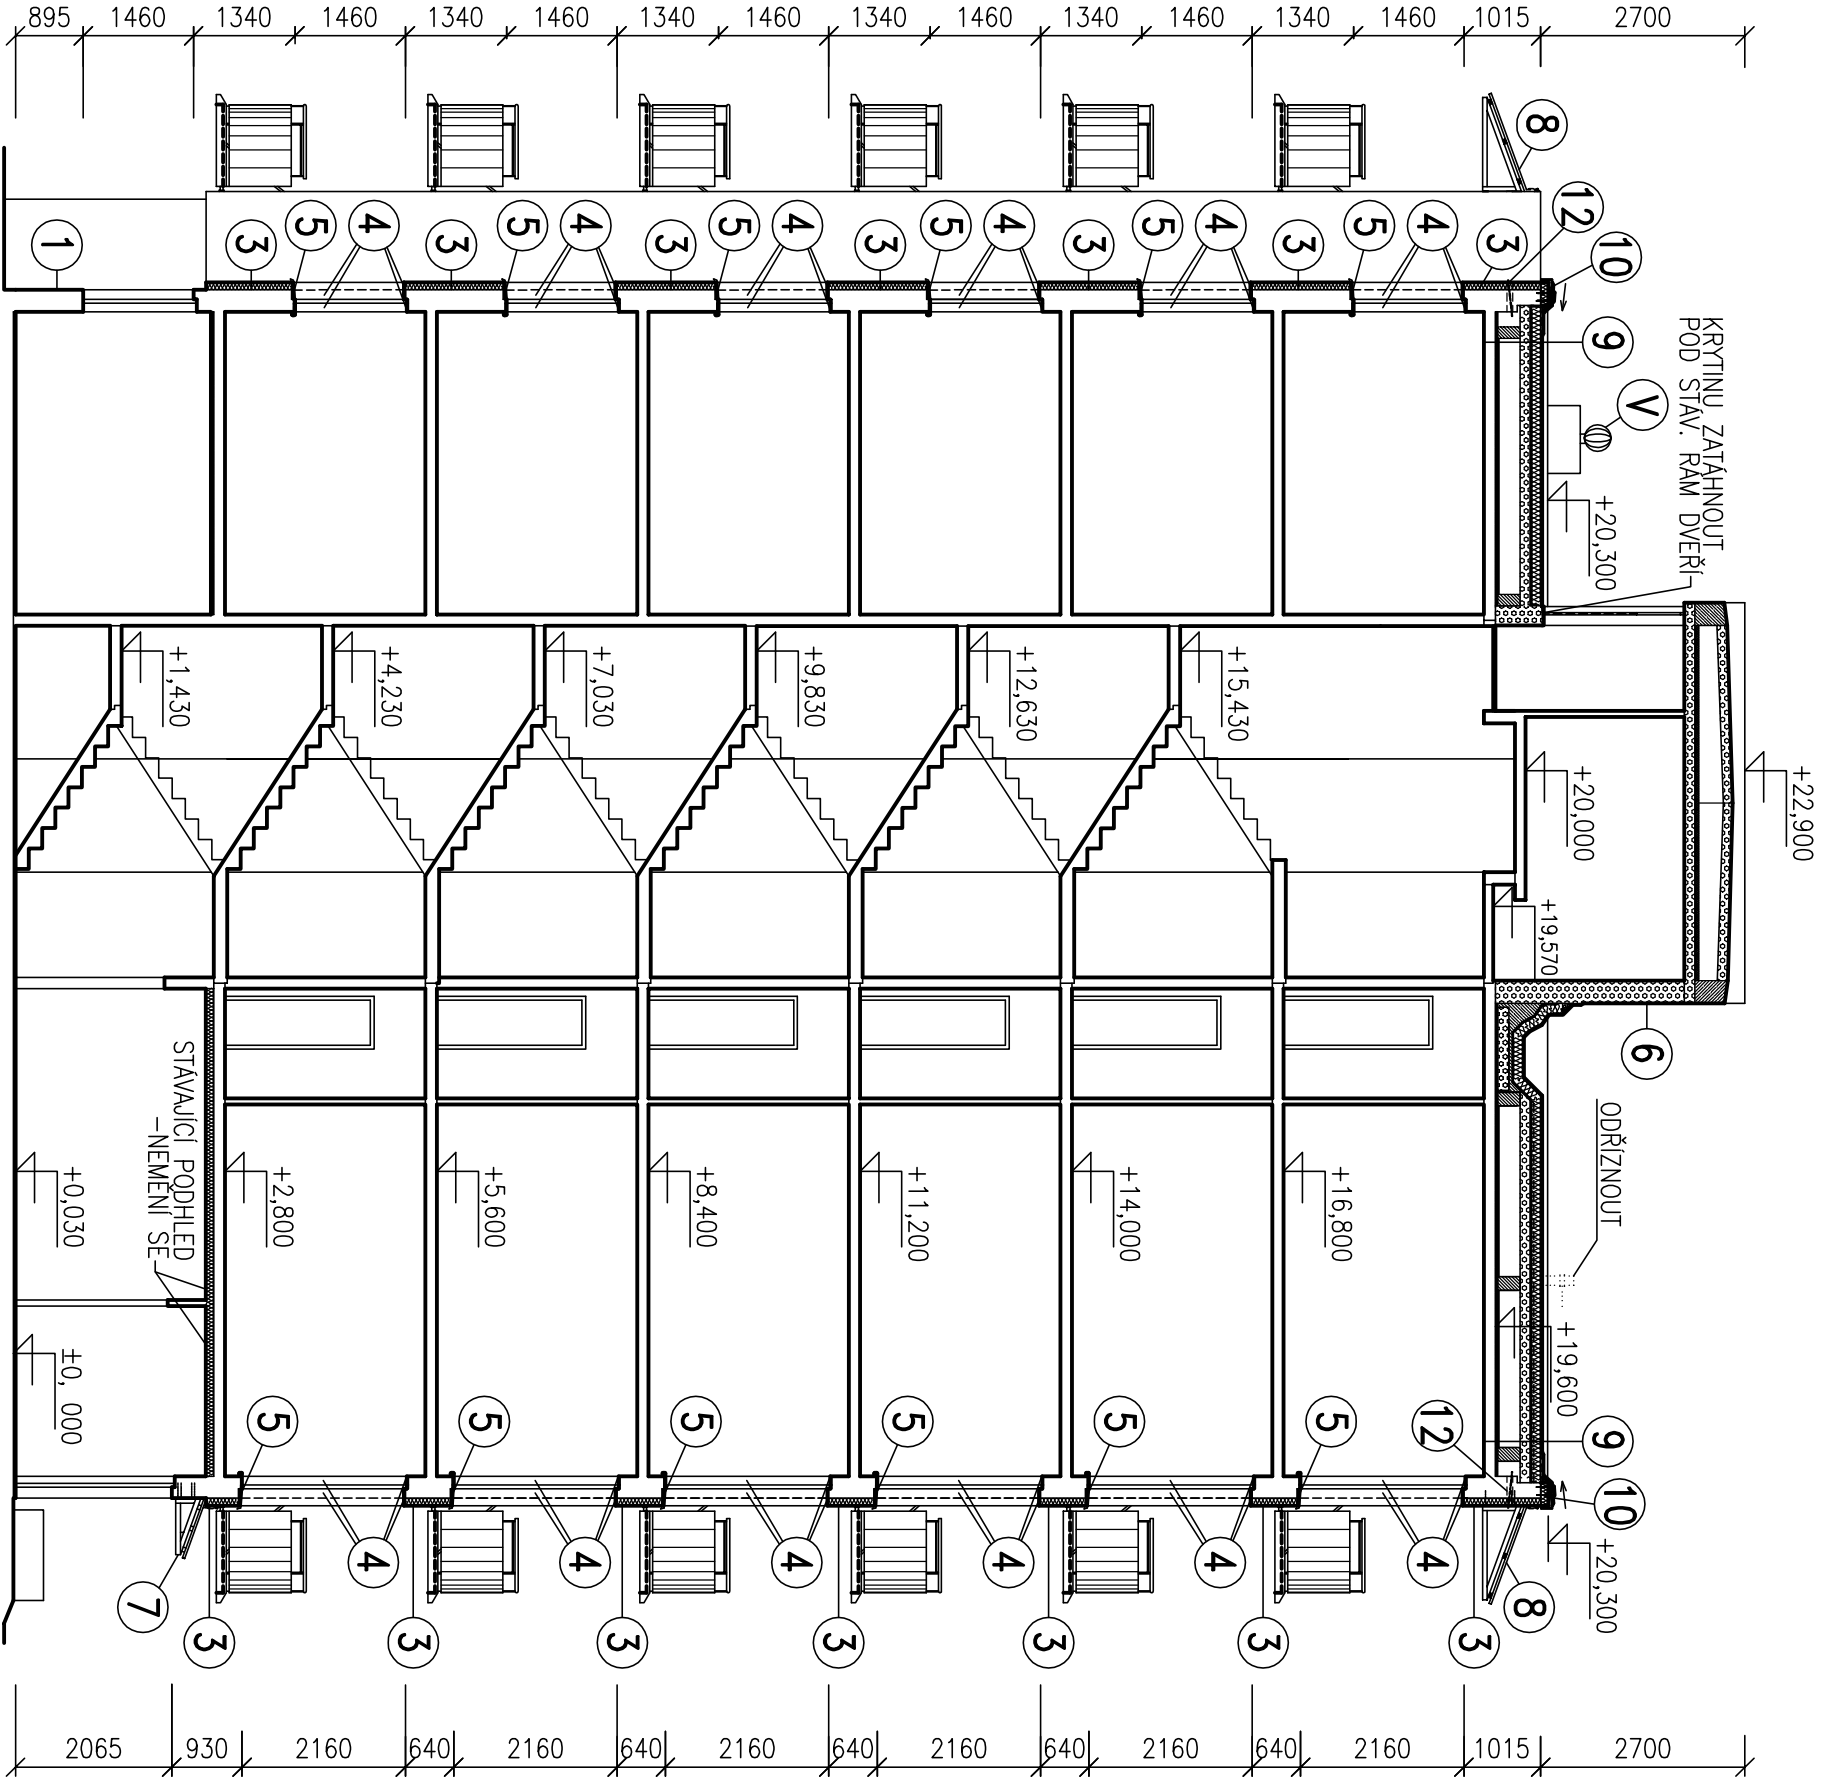 895 1460 1340 1460 1340 1460 1340 1460 1340 1460 1340 1460 1340 1460 1015 2700
8
12
10
1 3 5 4 3 5 4 3 5 4 3 5 4 3 5 4 3 5 4 3
9
V
KRYTINU ZATÁHNOUT
POD STÁV. RÁM DVEŘÍ
+20,300
+1,430 +4,230 +7,030 +9,830 +12,630 +15,430
+20,000
+22,900
+19,570
6
ODŘÍZNOUT
STÁVAJÍCÍ PODHLED
-NEMĚNÍ SE
+0,030 +2,800 +5,600 +8,400 +11,200 +14,000 +16,800
+19,600
±0, 000
5 5 5 5 5 5
12
9
10
+20,300
4 4 4 4 4 4
7
8
3 3 3 3 3 3 3
2065 930 2160 640 2160 640 2160 640 2160 640 2160 640 2160 1015 2700